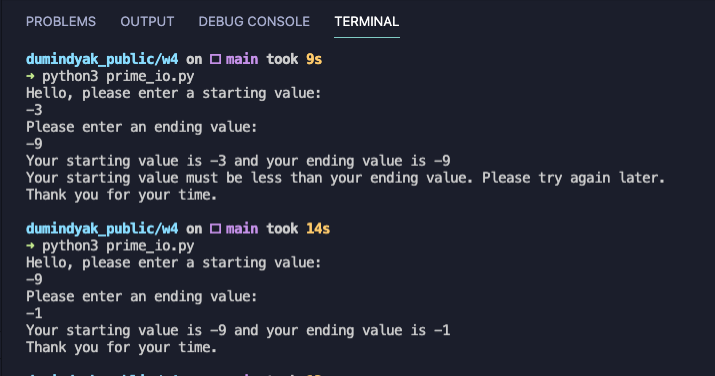 PROBLEMS OUTPUT DEBUG CONSOLE TERMINAL
dumindyak_public/w4 on main took 9s
→ python3 prime_io.py
Hello, please enter a starting value:
-3
Please enter an ending value:
-9
Your starting value is -3 and your ending value is -9
Your starting value must be less than your ending value. Please try again later.
Thank you for your time.
dumindyak_public/w4 on main took 14s
→ python3 prime_io.py
Hello, please enter a starting value:
-9
Please enter an ending value:
-1
Your starting value is -9 and your ending value is -1
Thank you for your time.